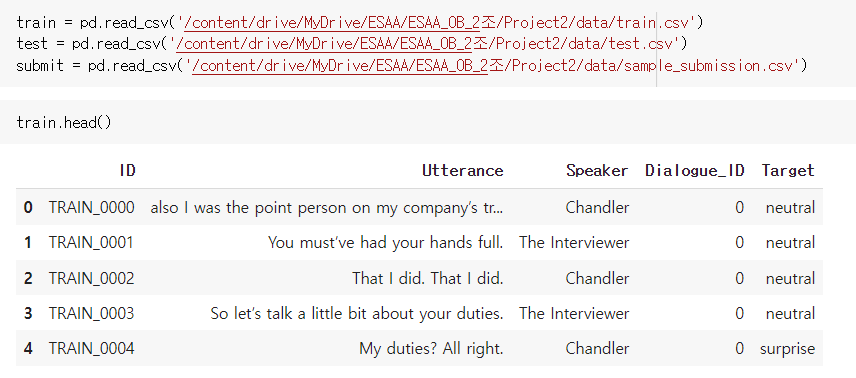 train = pd.read_csv('/content/drive/MyDrive/ESAA/ESAA_OB_2조/Project2/data/train.csv')
test = pd.read_csv('/content/drive/MyDrive/ESAA/ESAA_OB_2조/Project2/data/test.csv')
submit = pd.read_csv('/content/drive/MyDrive/ESAA/ESAA_OB_2조/Project2/data/sample_submission.csv')
train.head()
ID Utterance Speaker Dialogue_ID Target
0 TRAIN_0000 also I was the point person on my company’s tr... Chandler 0 neutral
1 TRAIN_0001 You must’ve had your hands full. The Interviewer 0 neutral
2 TRAIN_0002 That I did. That I did. Chandler 0 neutral
3 TRAIN_0003 So let’s talk a little bit about your duties. The Interviewer 0 neutral
4 TRAIN_0004 My duties? All right. Chandler 0 surprise